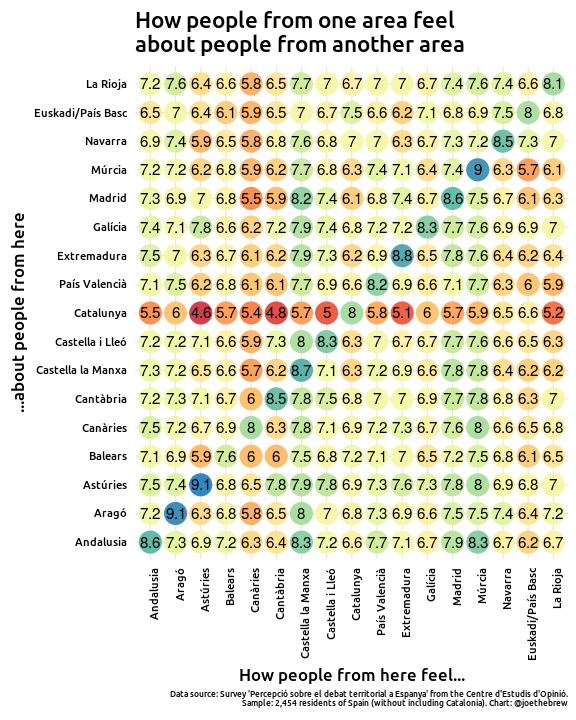 How people from one area feel
about people from another area
...about people from here
La Rioja 7.2 7.6 6.4 6.6 5.8 6.5 7.7 7 6.7 7 7 6.7 7.4 7.6 7.4 6.6 8.1
Euskadi/País Basc 6.5 7 6.4 6.1 5.9 6.5 7 6.7 7.5 6.6 6.2 7.1 6.8 6.9 7.5 8 6.8
Navarra 6.9 7.4 5.9 6.5 5.8 6.8 7.6 6.8 7 7 6.3 6.7 7.3 7.2 8.5 7.3 7
Múrcia 7.2 7.2 6.2 6.8 5.9 6.2 7.7 6.8 6.3 7.4 7.1 6.4 7.4 9 6.3 5.7 6.1
Madrid 7.3 6.9 7 6.8 5.5 5.9 8.2 7.4 6.1 6.8 7.4 6.7 8.6 7.5 6.7 6.1 6.3
Galícia 7.4 7.1 7.8 6.6 6.2 7.2 7.9 7.4 6.8 7.2 7.2 8.3 7.7 7.6 6.9 6.9 7
Extremadura 7.5 7 6.3 6.7 6.1 6.2 7.9 7.3 6.2 6.9 8.8 6.5 7.8 7.6 6.4 6.2 6.4
País Valencià 7.1 7.5 6.2 6.8 6.1 6.1 7.7 6.9 6.6 8.2 6.9 6.6 7.1 7.7 6.3 6 5.9
Catalunya 5.5 6 4.6 5.7 5.4 4.8 5.7 5 8 5.8 5.1 6 5.7 5.9 6.5 6.6 5.2
Castella i Lleó 7.2 7.2 7.1 6.6 5.9 7.3 8 8.3 6.3 7 6.7 6.7 7.7 7.6 6.6 6.5 6.3
Castella la Manxa 7.3 7.2 6.5 6.6 5.7 6.2 8.7 7.1 6.3 7.2 6.9 6.6 7.8 7.8 6.4 6.2 6.2
Cantàbria 7.2 7.3 7.1 6.7 6 8.5 7.8 7.5 6.8 7 7 6.9 7.7 7.8 6.8 6.3 7
Canàries 7.5 7.2 6.7 6.9 8 6.3 7.8 7.1 6.9 7.2 7.3 6.7 7.6 8 6.6 6.5 6.8
Balears 7.1 6.9 5.9 7.6 6 6 7.5 6.8 7.2 7.1 7 6.5 7.2 7.5 6.8 6.1 6.5
Astúries 7.5 7.4 9.1 6.8 6.5 7.8 7.9 7.8 6.9 7.3 7.6 7.3 7.8 8 6.9 6.8 7
Aragó 7.2 9.1 6.3 6.8 5.8 6.5 8 7 6.8 7.3 6.9 6.6 7.5 7.5 7.4 6.4 7.2
Andalusia 8.6 7.3 6.9 7.2 6.3 6.4 8.3 7.2 6.6 7.7 7.1 6.7 7.9 8.3 6.7 6.2 6.7
Andalusia
Aragó
Astúries
Balears
Canàries
Cantàbria
Castella la Manxa
Castella i Lleó
Catalunya
País Valencià
Extremadura
Galícia
Madrid
Múrcia
Navarra
Euskadi/País Basc
La Rioja
How people from here feel...
Data source: Survey 'Percepció sobre el debat territorial a Espanya' from the Centre d'Estudis d'Opinió.
Sample: 2,454 residents of Spain (without including Catalonia). Chart: @joethebrew